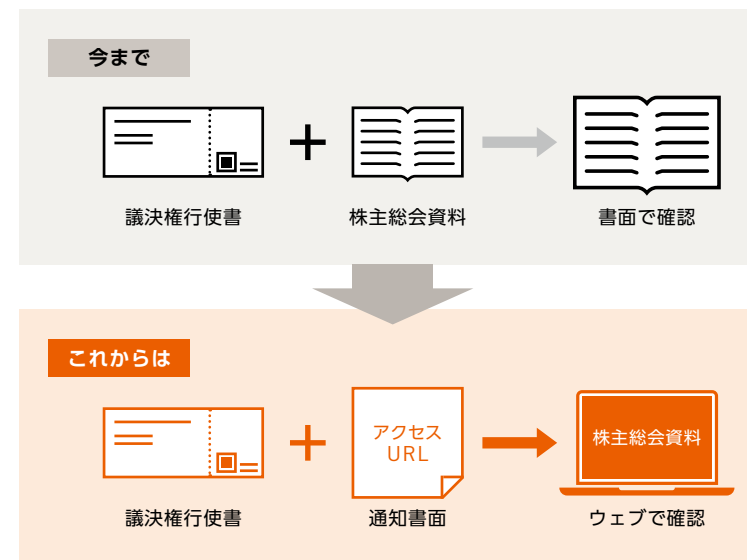 今まで
議決権行使書
株主総会資料
書面で確認
これからは
アクセス
URL
株主総会資料
議決権行使書
通知書面
ウェブで確認